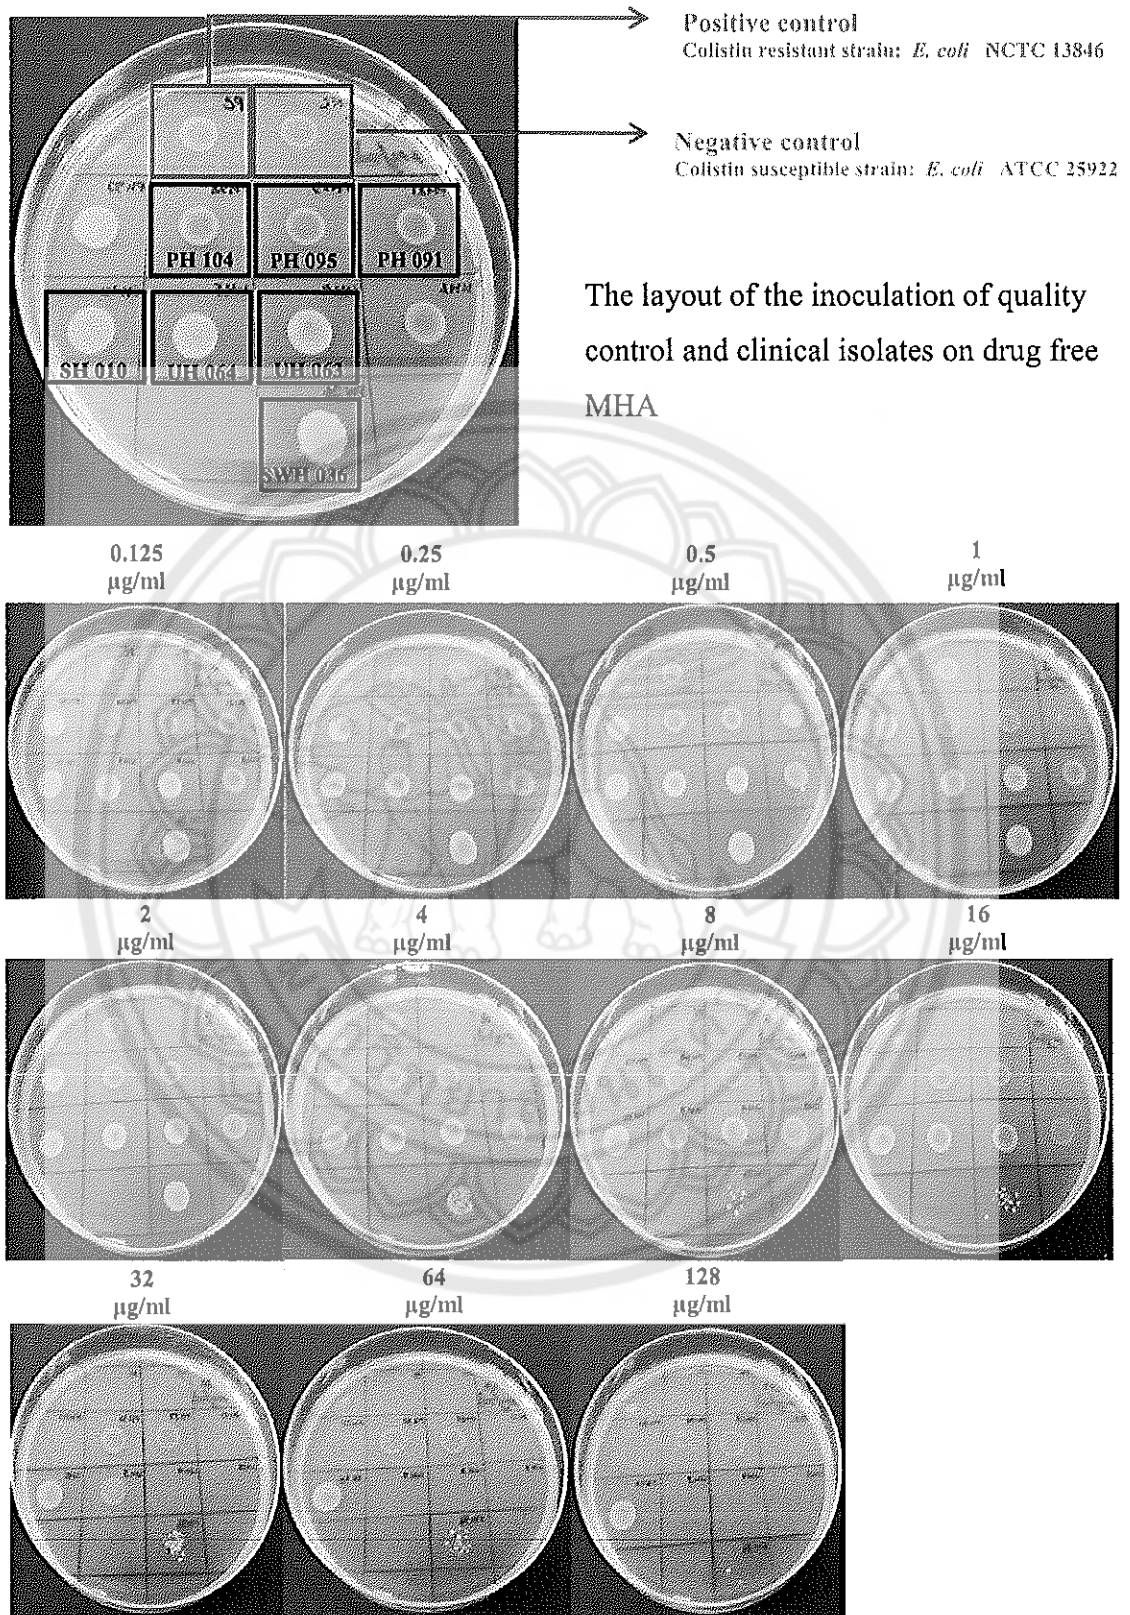 Positive control
Colistin resistant strain: E. coli NCTC 13846
Negative control
Colistin susceptible strain: E. coli ATCC 25922
PH 104
PH 095
PH 091
SH 010
UH 064
UH 063
SWH 036
The layout of the inoculation of quality
control and clinical isolates on drug free
MHA
0.125
µg/ml
0.25
µg/ml
0.5
µg/ml
1
µg/ml
2
µg/ml
4
µg/ml
8
µg/ml
16
µg/ml
32
µg/ml
64
µg/ml
128
µg/ml